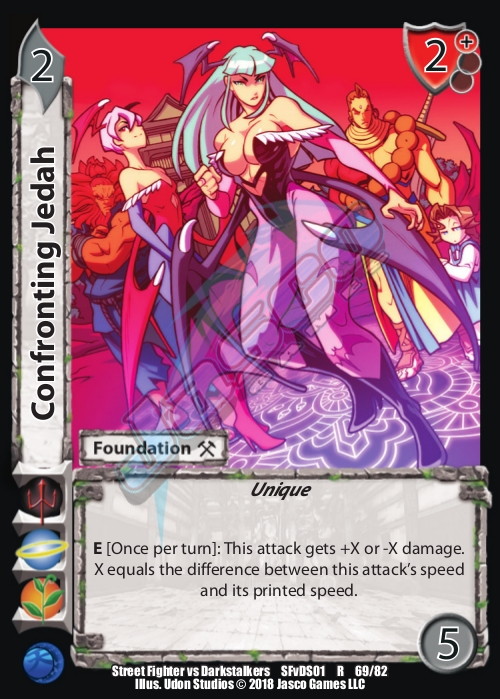 2
2 +
Confronting Jedah
Foundation
Unique
E [Once per turn]: This attack gets +X or -X damage.
X equals the difference between this attack's speed
and its printed speed.
5
Street Fighter vs Darkstalkers SFvDS01 R 69/82
Illus. Udon Studios © 2018 Jasco Games LLC